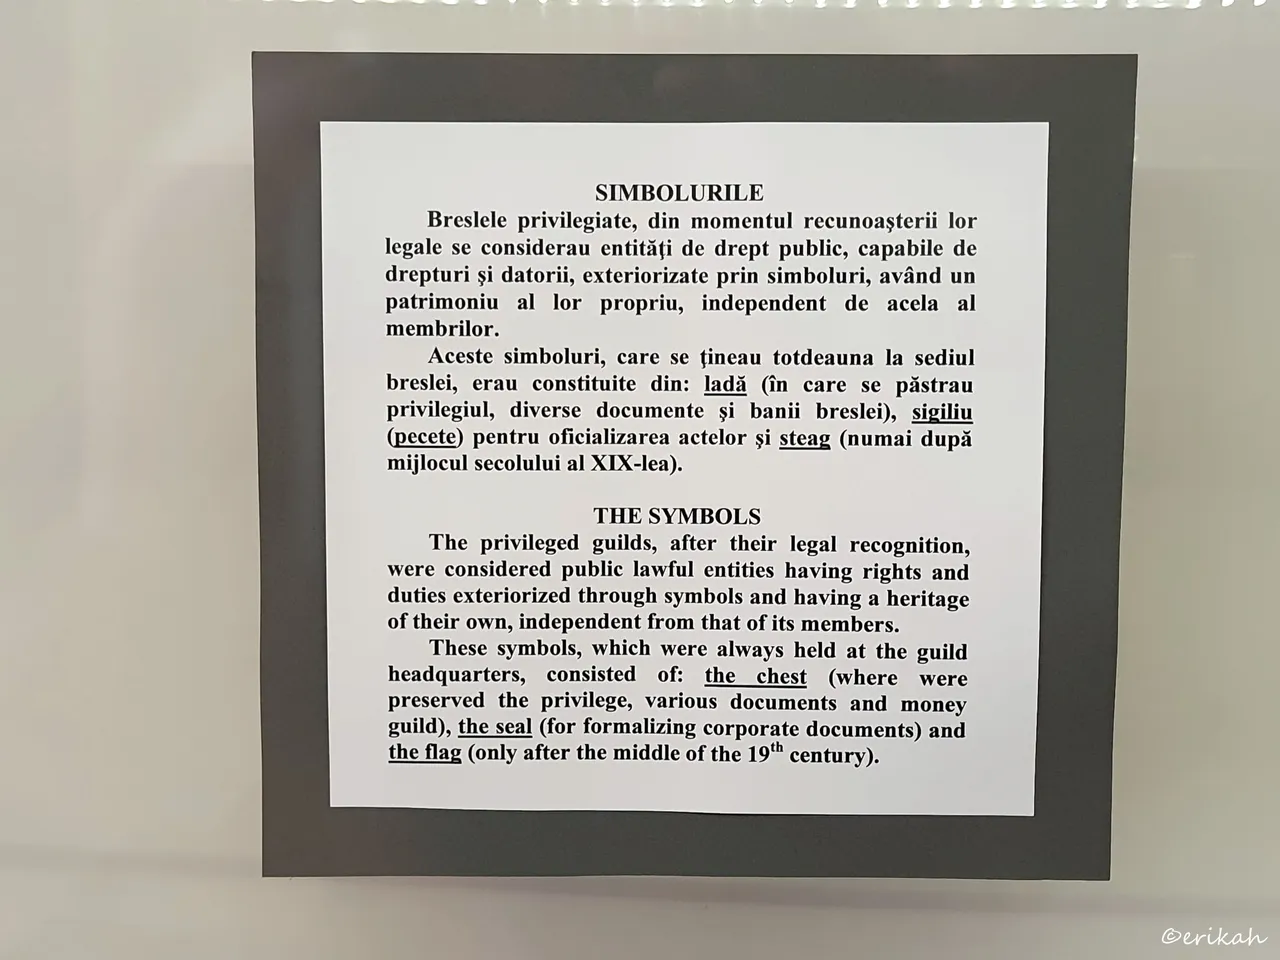 SIMBOLURILE
Breslele privilegiate, din momentul recunoaşterii lor
legale se considerau entităţi de drept public, capabile de
drepturi şi datorii, exteriorizate prin simboluri, având un
patrimoniu al lor propriu, independent de acela al
membrilor.
Aceste simboluri, care se ţineau totdeauna la sediul
breslei, erau constituite din: ladă (în care se păstrau
privilegiul, diverse documente şi banii breslei), sigiliu
(pecete) pentru oficializarea actelor şi steag (numai după
mijlocul secolului al XIX-lea).
THE SYMBOLS
The privileged guilds, after their legal recognition,
were considered public lawful entities having rights and
duties exteriorized through symbols and having a heritage
of their own, independent from that of its members.
These symbols, which were always held at the guild
headquarters, consisted of: the chest (where were
preserved the privilege, various documents and money
guild), the seal (for formalizing corporate documents) and
the flag (only after the middle of the 19th century).
©erikah